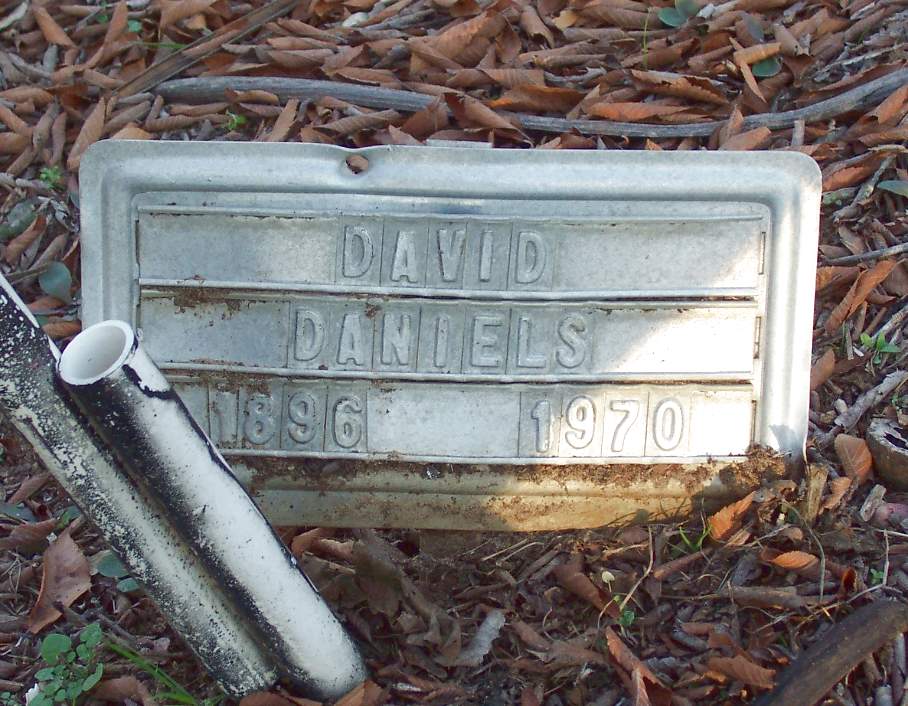 DAVID
DANIELS
1896 1970